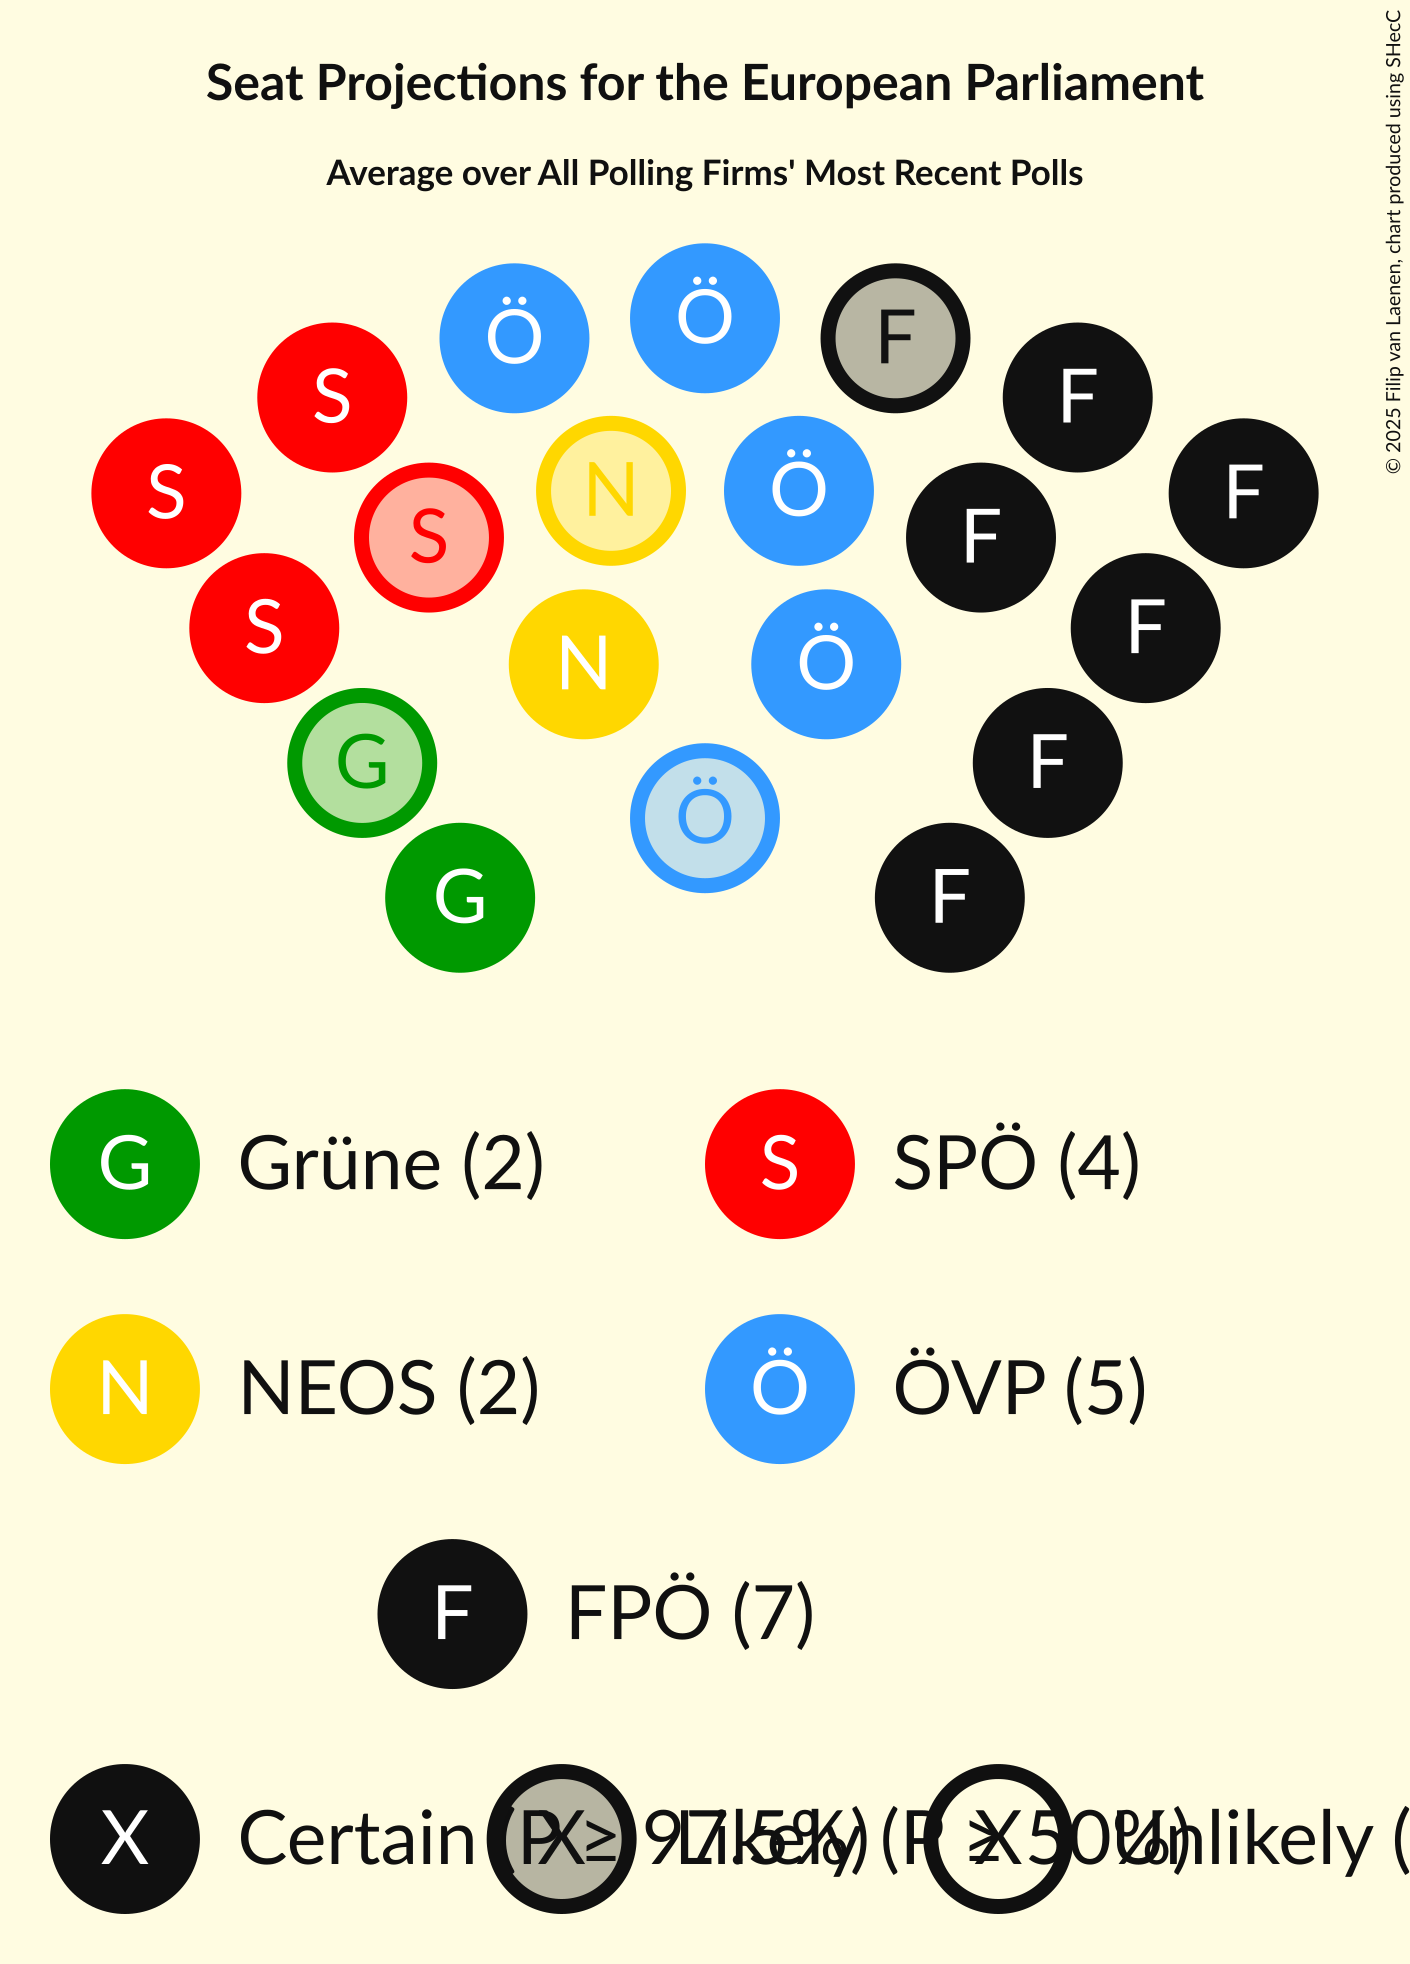 Seat Projections for the European Parliament
Average over All Polling Firms' Most Recent Polls
© 2025 Filip van Laenen, chart produced using SHecC
Ö
Ö
F
S
F
S
N
Ö
F
S
F
S
N
Ö
F
G
Ö
F
G
F
G Grüne (2)
S SPÖ (4)
N NEOS (2)
Ö ÖVP (5)
F FPÖ (7)
X Certain (P ≥ 97.5%)
X Likely (P ≥ 50%)
X Unlikely (